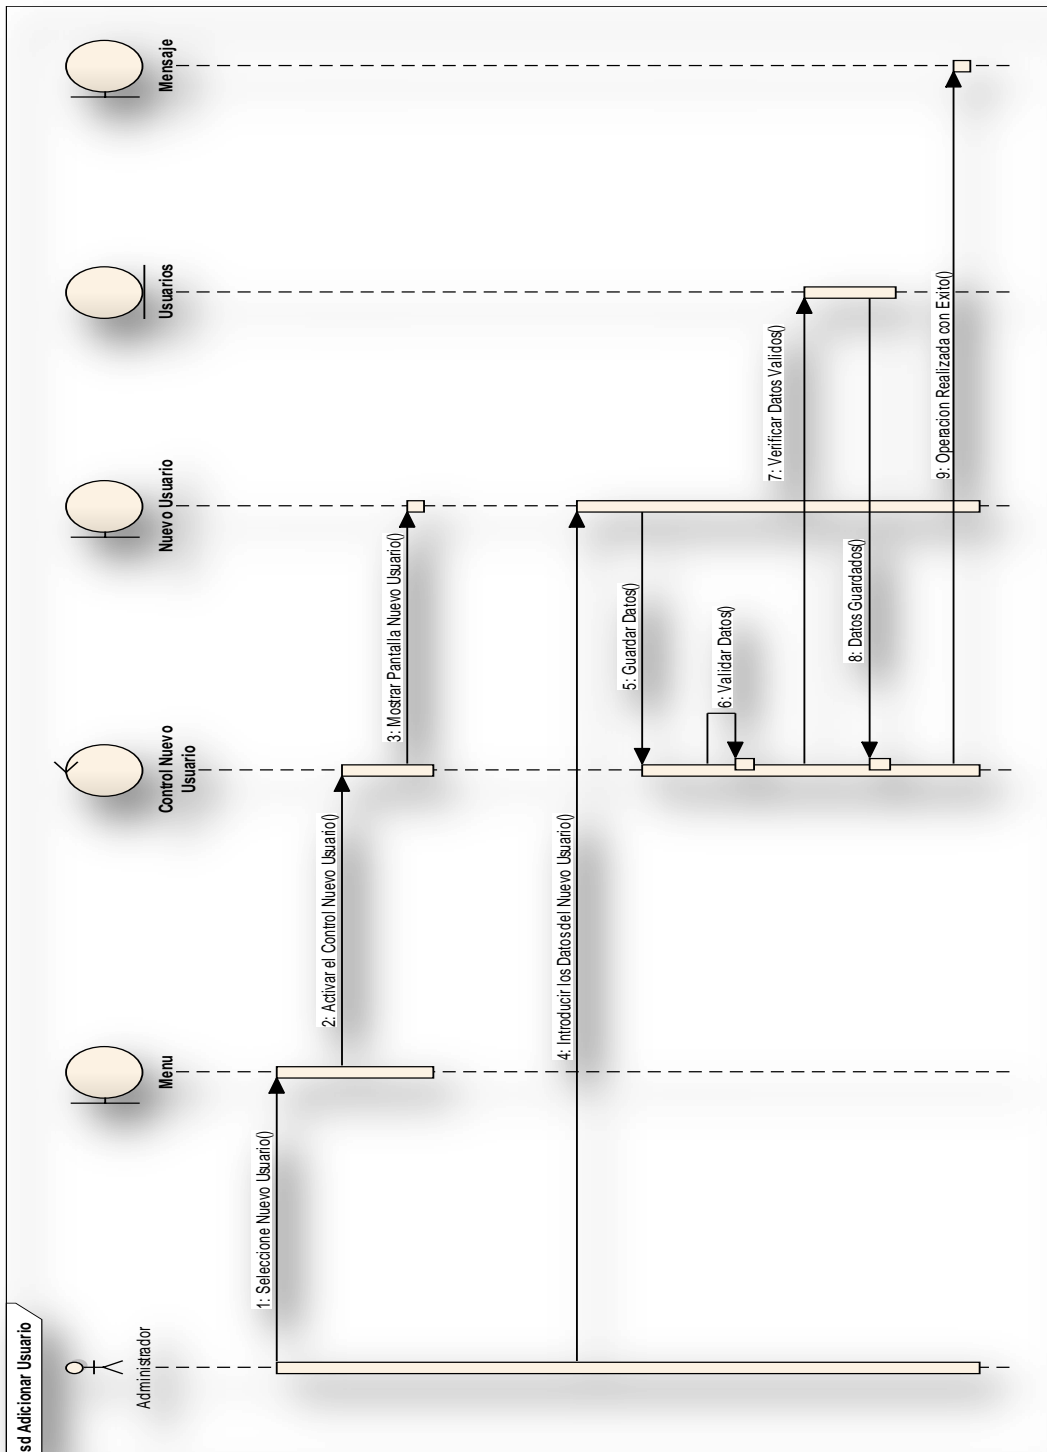 sd Adicionar Usuario
Administrador
Menu
Control Nuevo
Usuario
Nuevo Usuario
Usuarios
Mensaje
1: Seleccione Nuevo Usuario()
2: Activar el Control Nuevo Usuario()
3: Mostrar Pantalla Nuevo Usuario()
4: Introducir los Datos del Nuevo Usuario()
5: Guardar Datos()
6: Validar Datos()
7: Verificar Datos Validos()
8: Datos Guardados()
9: Operacion Realizada con Exito()